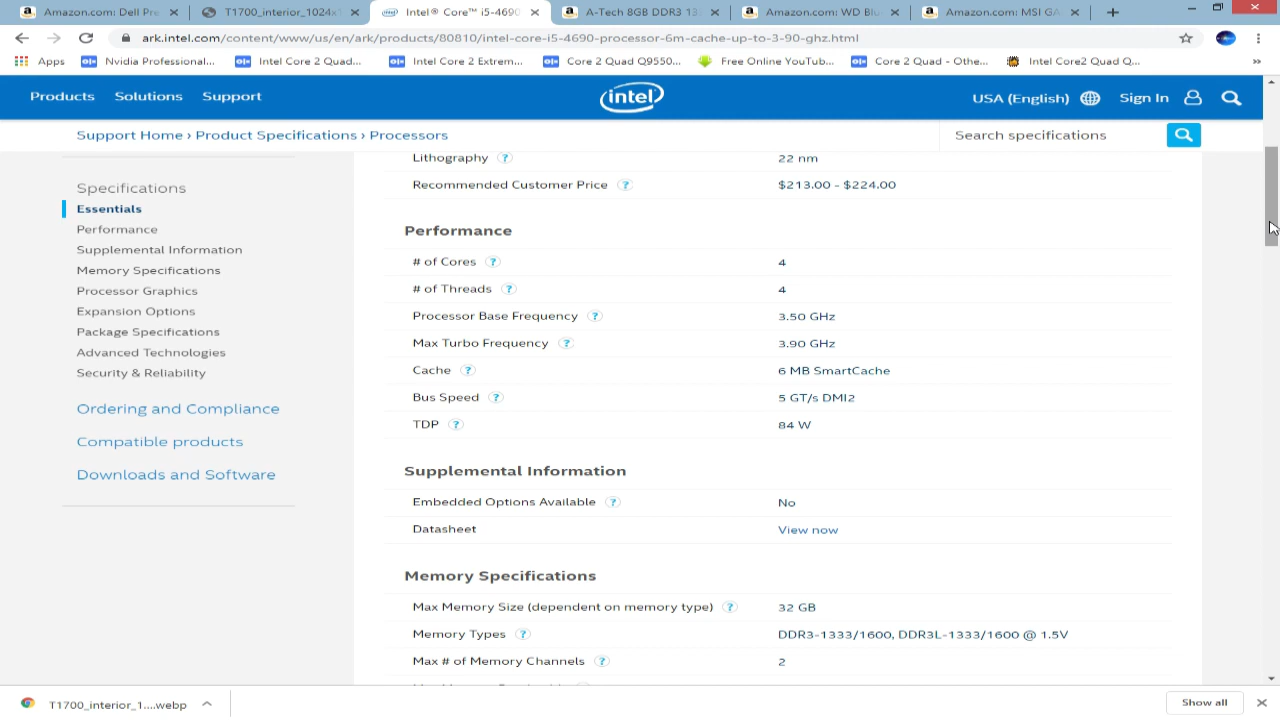 Amazon.com: Dell Pre
T1700_interior_1024x
Intel® Core™ i5-4690
A-Tech 8GB DDR3 13
Amazon.com: WD Blu
Amazon.com: MSI GA
ark.intel.com/content/www/us/en/ark/products/80810/intel-core-i5-4690-processor-6m-cache-up-to-3-90-ghz.html
Apps
Nvidia Professional...
Intel Core 2 Quad...
Intel Core 2 Extrem...
Core 2 Quad Q9550...
Free Online YouTub...
Core 2 Quad - Othe...
Intel Core2 Quad Q...
Products Solutions Support
intel
USA (English) Sign In
Support Home › Product Specifications › Processors
Search specifications
Specifications
Essentials
Performance
Supplemental Information
Memory Specifications
Processor Graphics
Expansion Options
Package Specifications
Advanced Technologies
Security & Reliability
Ordering and Compliance
Compatible products
Downloads and Software
Lithography ? 22 nm
Recommended Customer Price ? $213.00 - $224.00
Performance
# of Cores ? 4
# of Threads ? 4
Processor Base Frequency ? 3.50 GHz
Max Turbo Frequency ? 3.90 GHz
Cache ? 6 MB SmartCache
Bus Speed ? 5 GT/s DMI2
TDP ? 84 W
Supplemental Information
Embedded Options Available ? No
Datasheet View now
Memory Specifications
Max Memory Size (dependent on memory type) ? 32 GB
Memory Types ? DDR3-1333/1600, DDR3L-1333/1600 @ 1.5V
Max # of Memory Channels ? 2
T1700_interior_1....webp
Show all